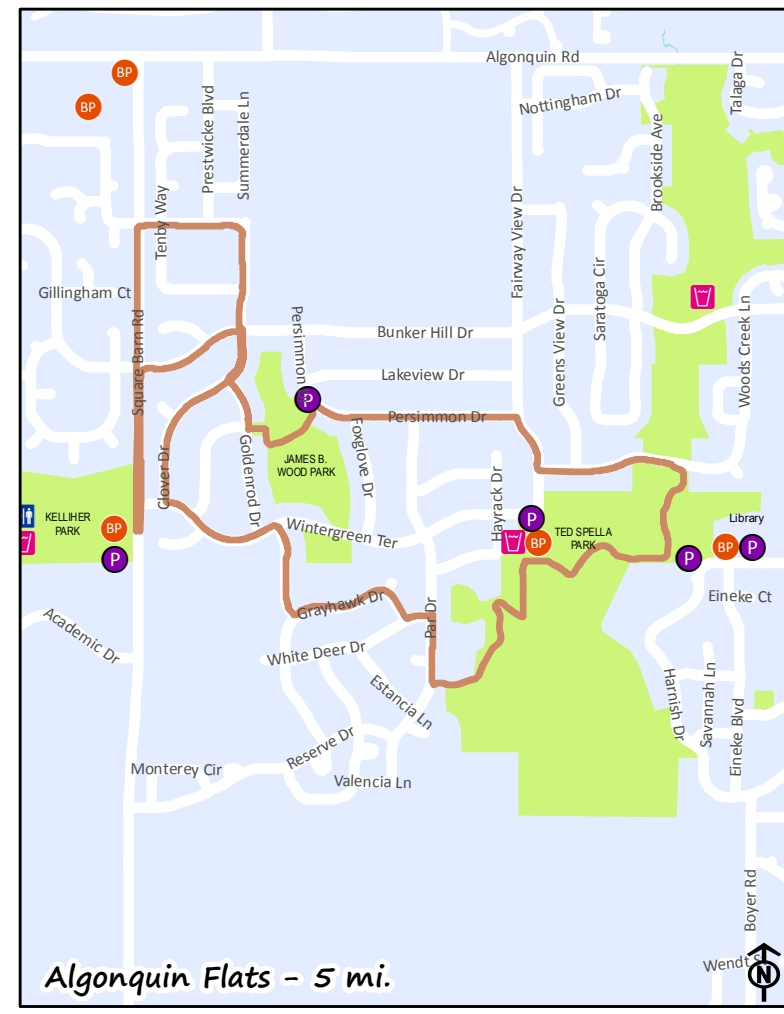 Algonquin Rd
Talaga Dr
BP
BP
Nottingham Dr
Prestwicke Blvd
Summerdale Ln
Brookside Ave
Tenby Way
Fairway View Dr
Saratoga Cir
Gillingham Ct
Greens View Dr
Woods Creek Ln
Square Barn Rd
Persimmon
Bunker Hill Dr
Lakeview Dr
P
Persimmon Dr
Foxglove Dr
Goldenrod Dr
JAMES B.
WOOD PARK
Clover Dr
Hayrack Dr
KELLIHER
PARK
BP
P
Wintergreen Ter
P
BP
TED SPELLA
PARK
Library
P
BP
P
Eineke Ct
Grayhawk Dr
Par Dr
Academic Dr
White Deer Dr
Estancia Ln
Harnish Dr
Savannah Ln
Eineke Blvd
Reserve Dr
Monterey Cir
Valencia Ln
Boyer Rd
Wendt
N
Algonquin Flats - 5 mi.